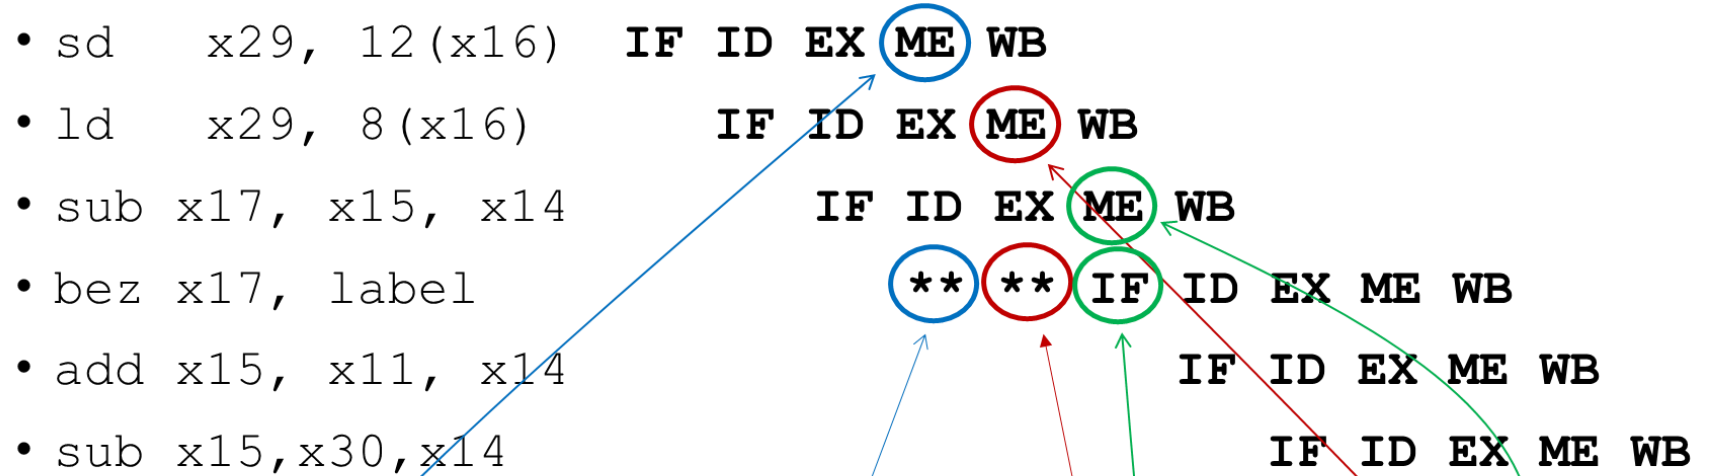 • sd x29, 12(x16) IF ID EX ME WB
• ld x29, 8(x16) IF ID EX ME WB
• sub x17, x15, x14 IF ID EX ME WB
• bez x17, label ** ** IF ID EX ME WB
• add x15, x11, x14 IF ID EX ME WB
• sub x15,x30,x14 IF ID EX ME WB